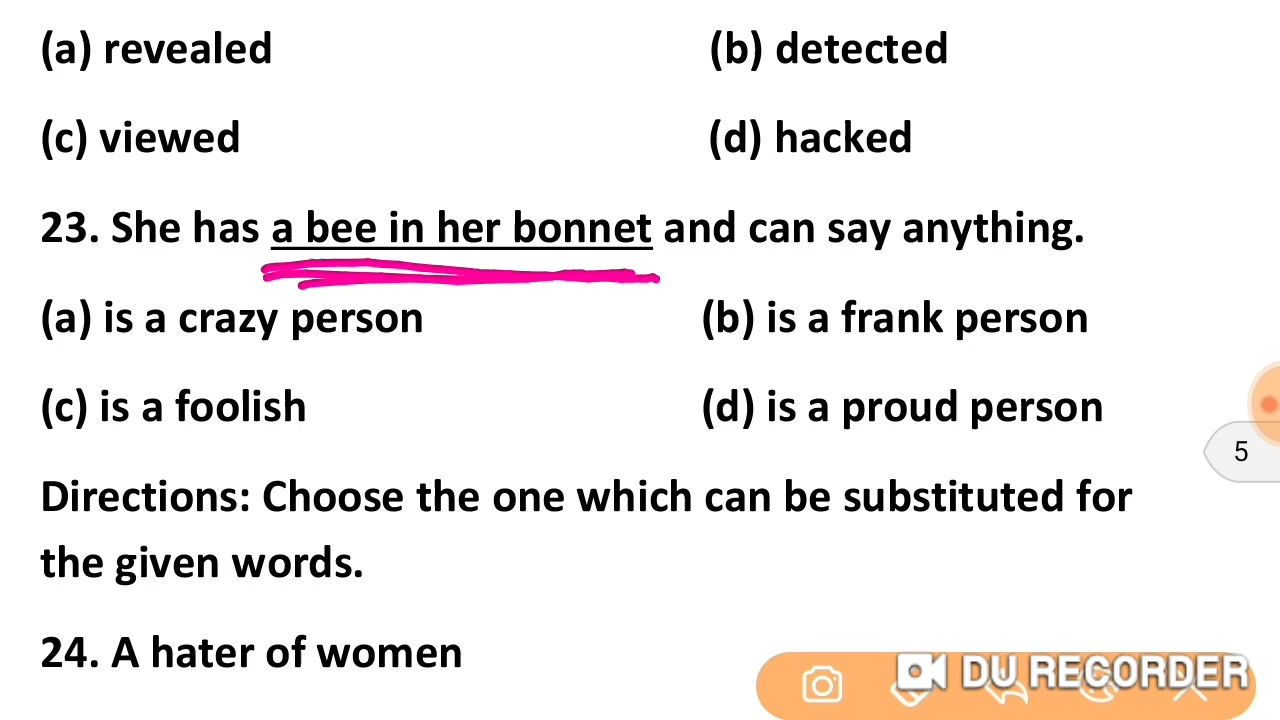 (a) revealed (b) detected
(c) viewed (d) hacked
23. She has a bee in her bonnet and can say anything.
(a) is a crazy person (b) is a frank person
(c) is a foolish (d) is a proud person
5
Directions: Choose the one which can be substituted for
the given words.
24. A hater of women
DU RECORDER